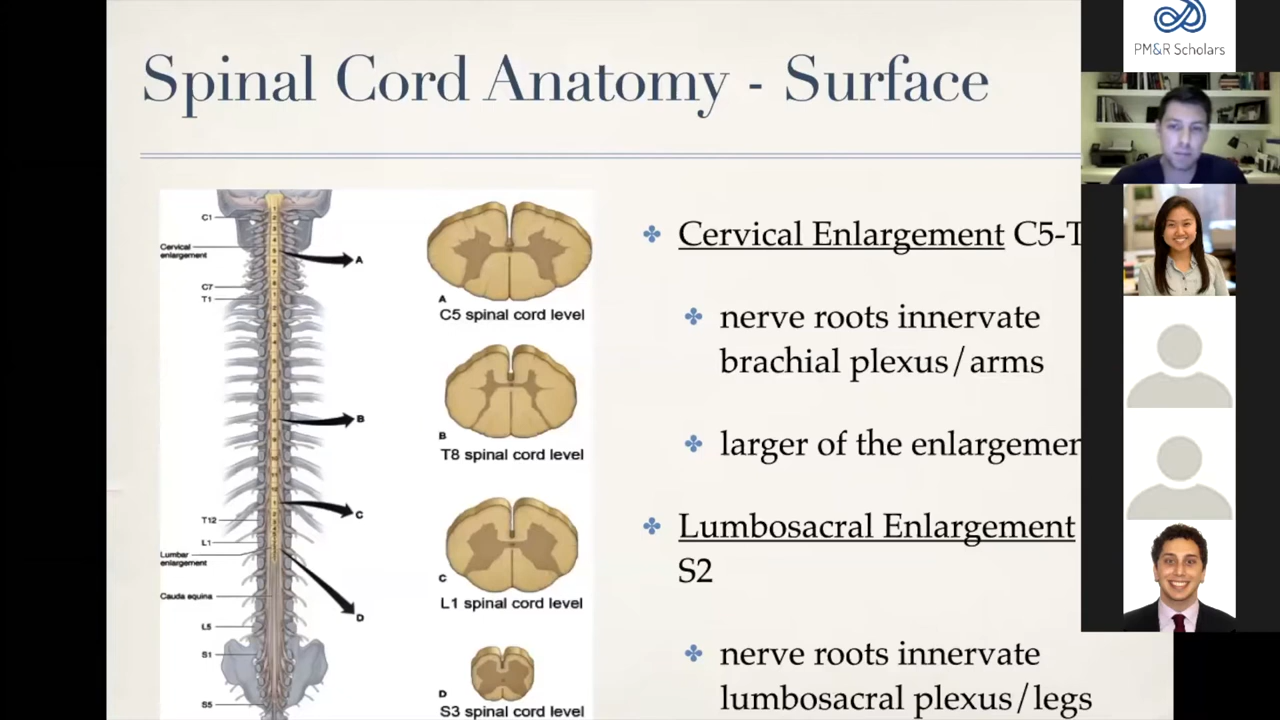 Spinal Cord Anatomy - Surface
PM&R Scholars
C1
Cervical
enlargement
C7
T1
T12
L1
Lumbar
enlargement
Cauda equina
L5
S1
S5
A
B
C
D
A
C5 spinal cord level
B
T8 spinal cord level
C
L1 spinal cord level
D
S3 spinal cord level
Cervical Enlargement C5-T
nerve roots innervate
brachial plexus/arms
larger of the enlargemen
Lumbosacral Enlargement
S2
nerve roots innervate
lumbosacral plexus/legs